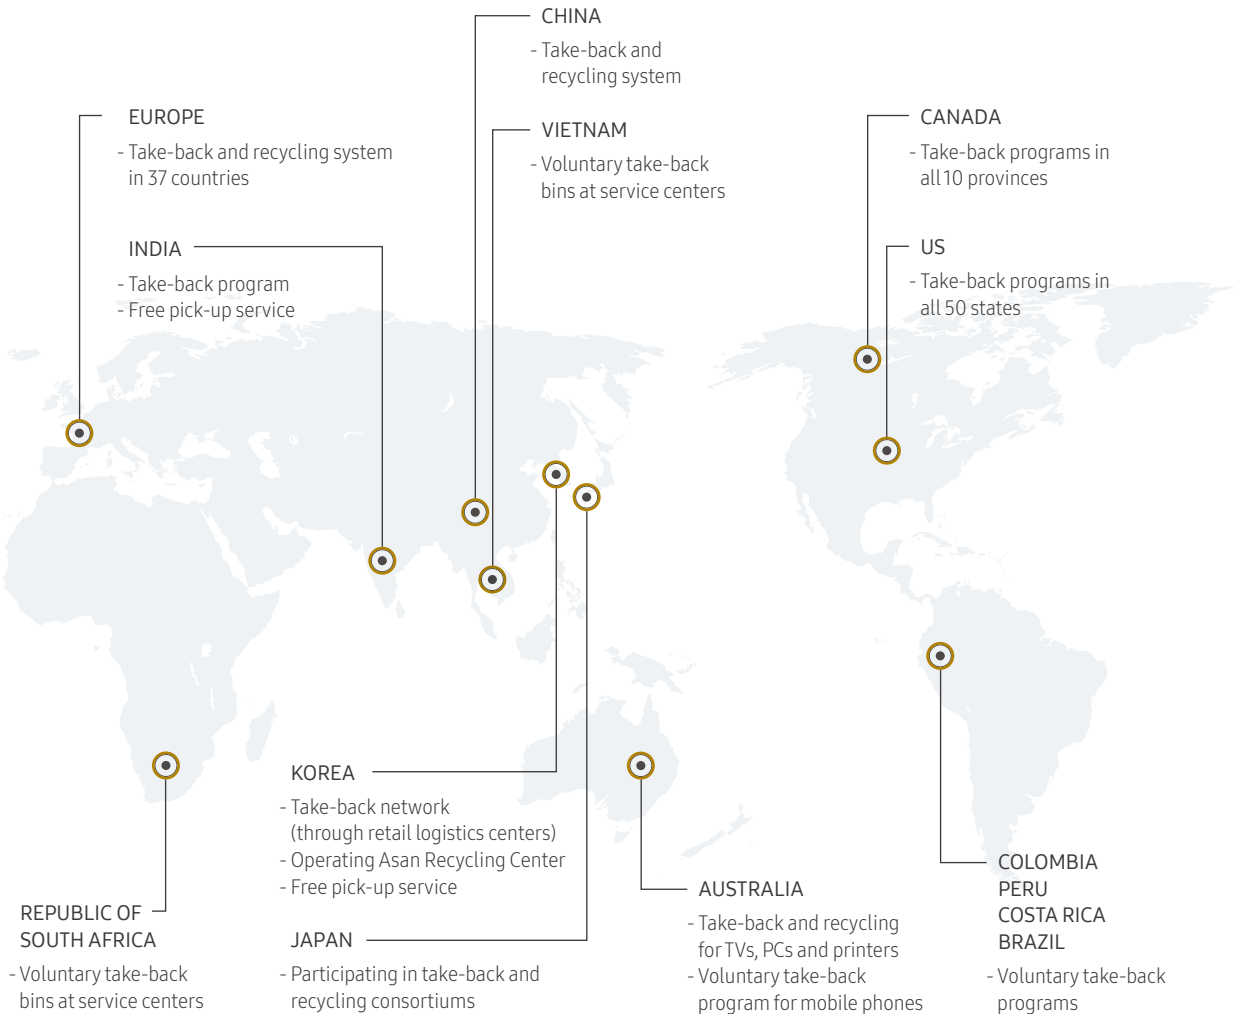 CHINA
- Take-back and
recycling system
EUROPE
- Take-back and recycling system
in 37 countries
VIETNAM
- Voluntary take-back
bins at service centers
CANADA
- Take-back programs in
all 10 provinces
INDIA
- Take-back program
- Free pick-up service
US
- Take-back programs in
all 50 states
KOREA
- Take-back network
(through retail logistics centers)
- Operating Asan Recycling Center
- Free pick-up service
REPUBLIC OF
SOUTH AFRICA
- Voluntary take-back
bins at service centers
JAPAN
- Participating in take-back and
recycling consortiums
AUSTRALIA
- Take-back and recycling
for TVs, PCs and printers
- Voluntary take-back
program for mobile phones
COLOMBIA
PERU
COSTA RICA
BRAZIL
- Voluntary take-back
programs